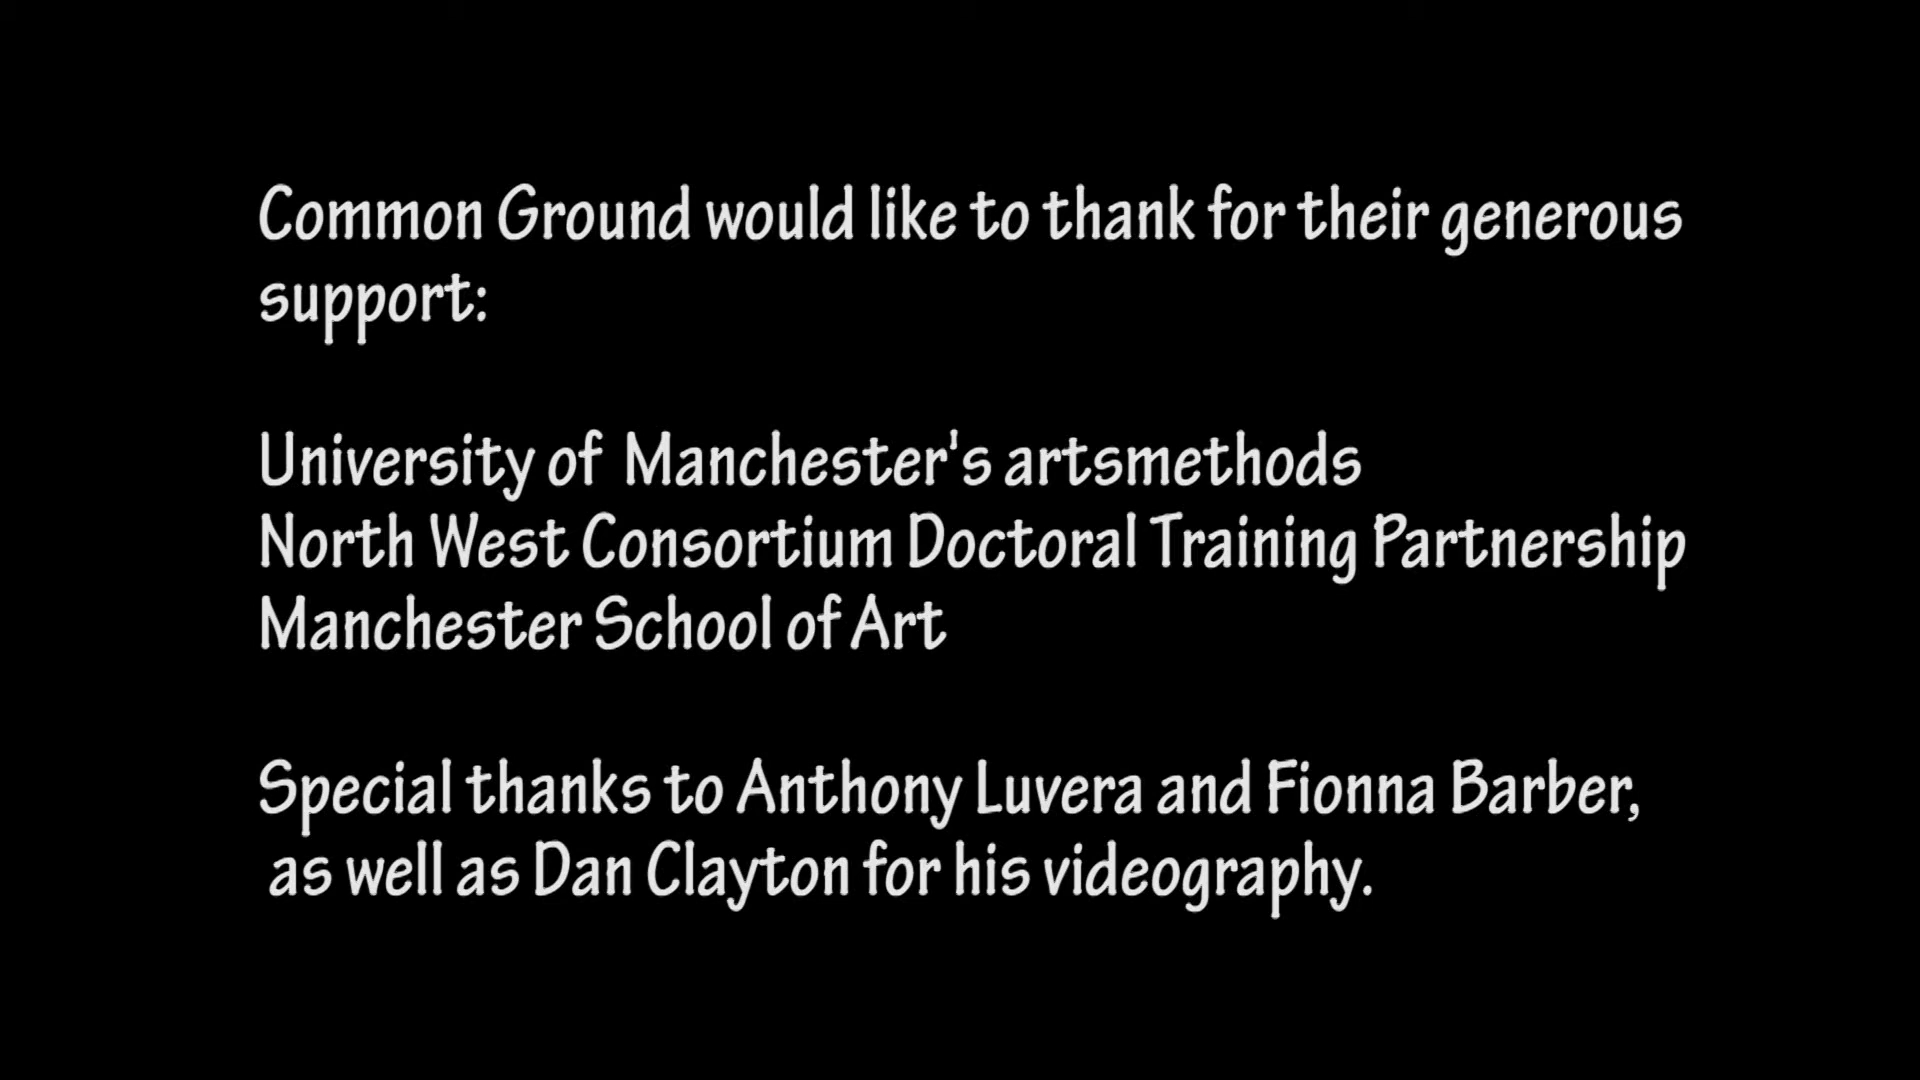 Common Ground would like to thank for their generous
support:
University of Manchester's artsmethods
North West Consortium Doctoral Training Partnership
Manchester School of Art
Special thanks to Anthony Luvera and Fionna Barber,
as well as Dan Clayton for his videography.